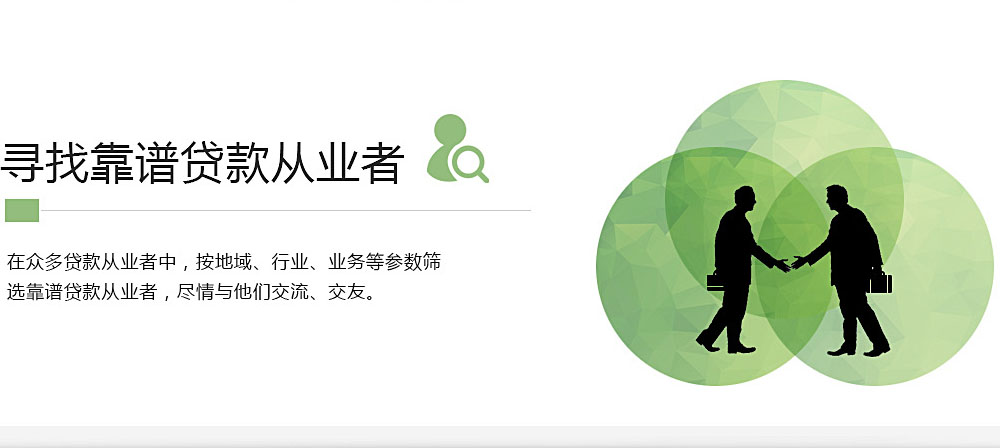 寻找靠谱贷款从业者
在众多贷款从业者中，按地域、行业、业务等参数筛
选靠谱贷款从业者，尽情与他们交流、交友。